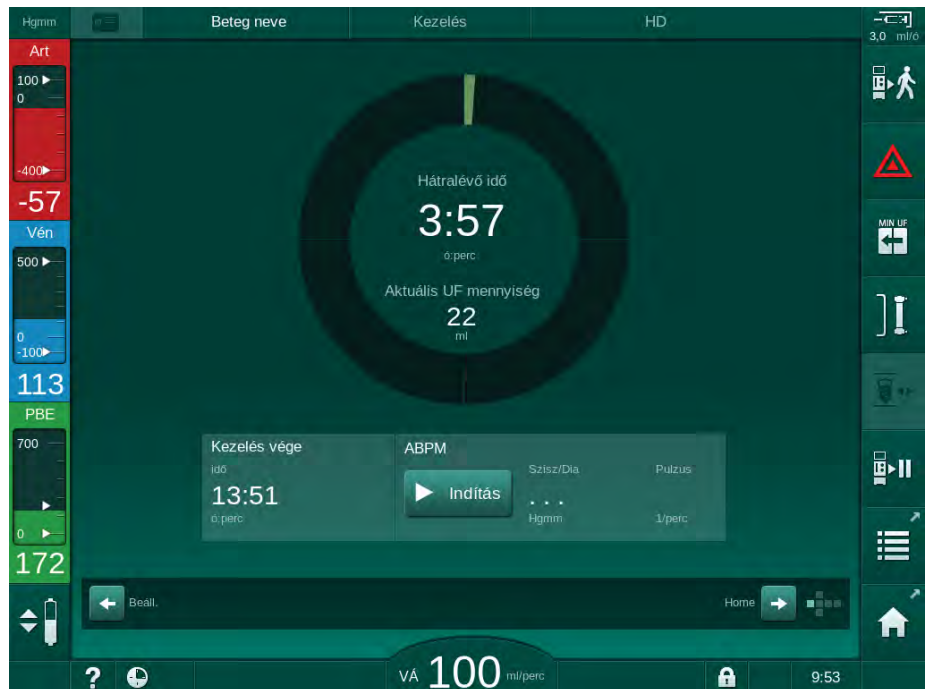 Hgmm
Beteg neve
Kezelés
HD
3,0 ml/ó
Art
100
0
-400
-57
Vén
500
0
-100
113
PBE
700
0
172
Hátralévő idő
3:57
ó:perc
Aktuális UF mennyiség
22
ml
Kezelés vége
idő
13:51
ó:perc
ABPM
Indítás
Szisz/Dia
. . .
Hgmm
Pulzus
1/perc
MIN UF
Beáll.
Home
?
VÁ 100 ml/perc
9:53